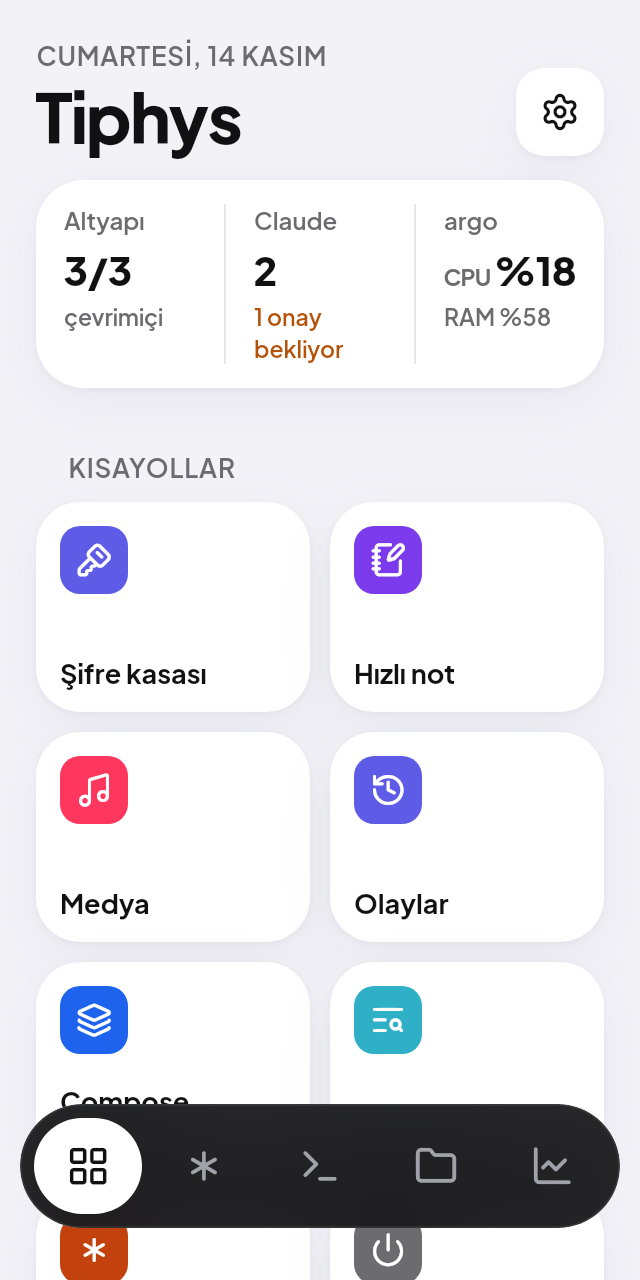 CUMARTESİ, 14 KASIM
Tiphys
Altyapı
3/3
çevrimiçi
Claude
2
1 onay
bekliyor
argo
CPU %18
RAM %58
KISAYOLLAR
Şifre kasası
Hızlı not
Medya
Olaylar
Compose